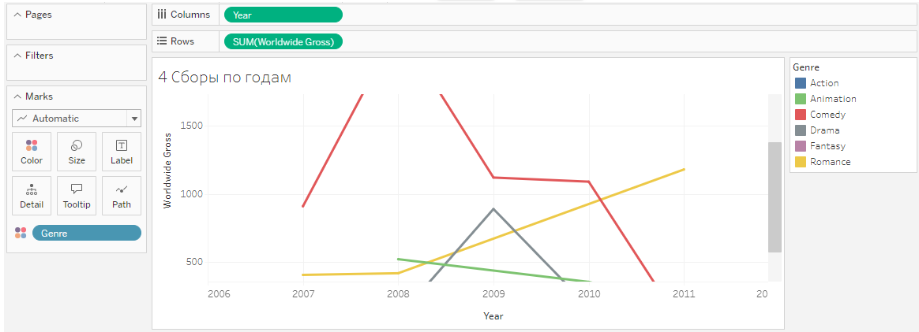 Pages
Columns
Year
Rows
SUM(Worldwide Gross)
Filters
Marks
Automatic
Color
Size
Label
Detail
Tooltip
Path
Genre
4 Сборы по годам
Worldwide Gross
1500
1000
500
2006
2007
2008
2009
2010
2011
20
Year
Genre
Action
Animation
Comedy
Drama
Fantasy
Romance